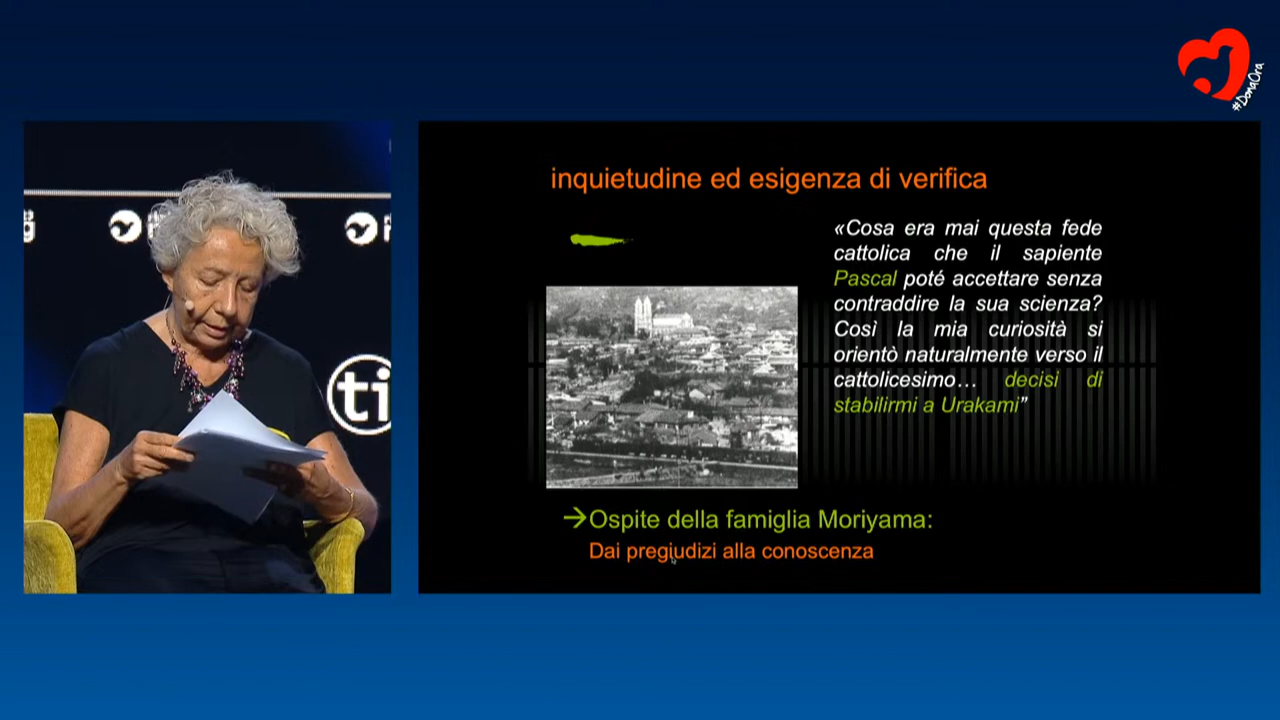 #DonaOra
inquietudine ed esigenza di verifica
«Cosa era mai questa fede
cattolica che il sapiente
Pascal poté accettare senza
contraddire la sua scienza?
Così la mia curiosità si
orientò naturalmente verso il
cattolicesimo… decisi di
stabilirmi a Urakami”
ti
→Ospite della famiglia Moriyama:
Dai pregiudizi alla conoscenza